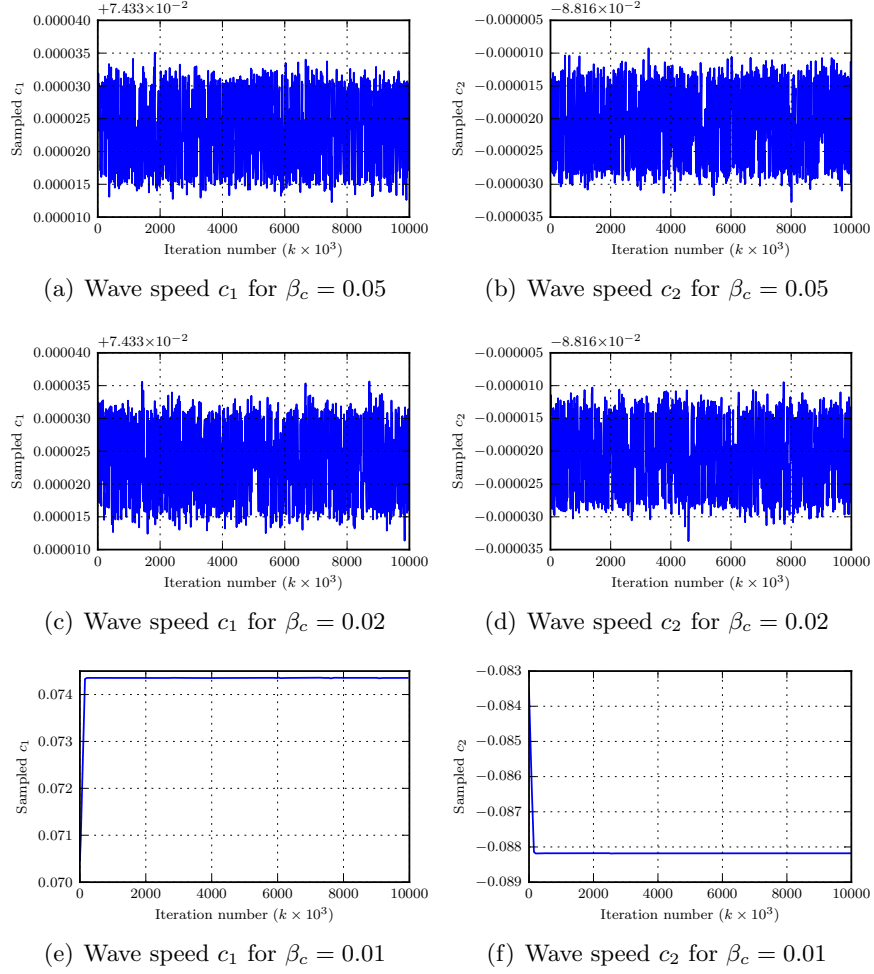 +7.433×10⁻²
0.000040
0.000035
0.000030
0.000025
0.000020
0.000015
0.000010
Sampled c₁
0 2000 4000 6000 8000 10000
Iteration number (k × 10³)
(a) Wave speed c₁ for β_c = 0.05
−8.816×10⁻²
−0.000005
−0.000010
−0.000015
−0.000020
−0.000025
−0.000030
−0.000035
Sampled c₂
0 2000 4000 6000 8000 10000
Iteration number (k × 10³)
(b) Wave speed c₂ for β_c = 0.05
+7.433×10⁻²
0.000040
0.000035
0.000030
0.000025
0.000020
0.000015
0.000010
Sampled c₁
0 2000 4000 6000 8000 10000
Iteration number (k × 10³)
(c) Wave speed c₁ for β_c = 0.02
−8.816×10⁻²
−0.000005
−0.000010
−0.000015
−0.000020
−0.000025
−0.000030
−0.000035
Sampled c₂
0 2000 4000 6000 8000 10000
Iteration number (k × 10³)
(d) Wave speed c₂ for β_c = 0.02
0.074
0.073
0.072
0.071
0.070
Sampled c₁
0 2000 4000 6000 8000 10000
Iteration number (k × 10³)
(e) Wave speed c₁ for β_c = 0.01
−0.083
−0.084
−0.085
−0.086
−0.087
−0.088
−0.089
Sampled c₂
0 2000 4000 6000 8000 10000
Iteration number (k × 10³)
(f) Wave speed c₂ for β_c = 0.01